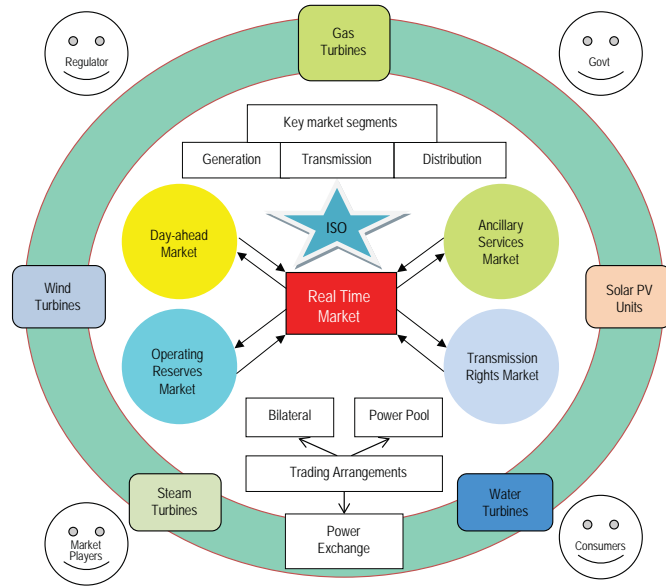 Regulator
Gas
Turbines
Govt
Key market segments
Generation
Transmission
Distribution
ISO
Day-ahead
Market
Ancillary
Services
Market
Wind
Turbines
Real Time
Market
Solar PV
Units
Operating
Reserves
Market
Transmission
Rights Market
Bilateral
Power Pool
Trading Arrangements
Steam
Turbines
Water
Turbines
Power
Exchange
Market
Players
Consumers